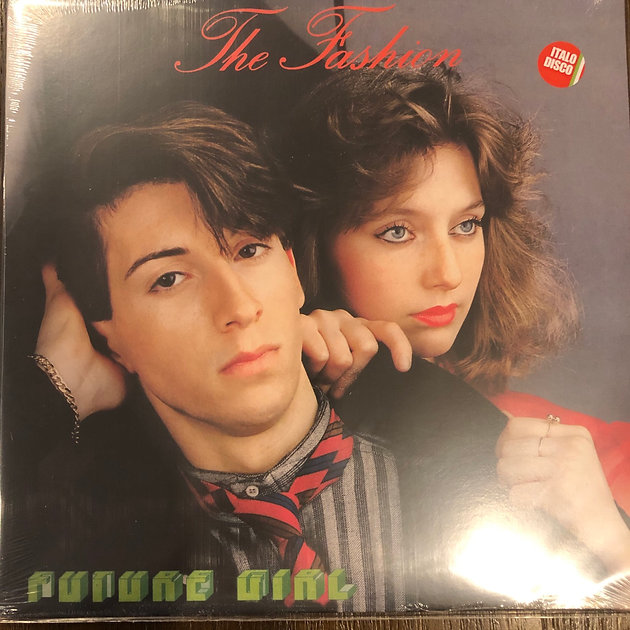 The Fashion
ITALO
DISCO
FUTURE GIRL